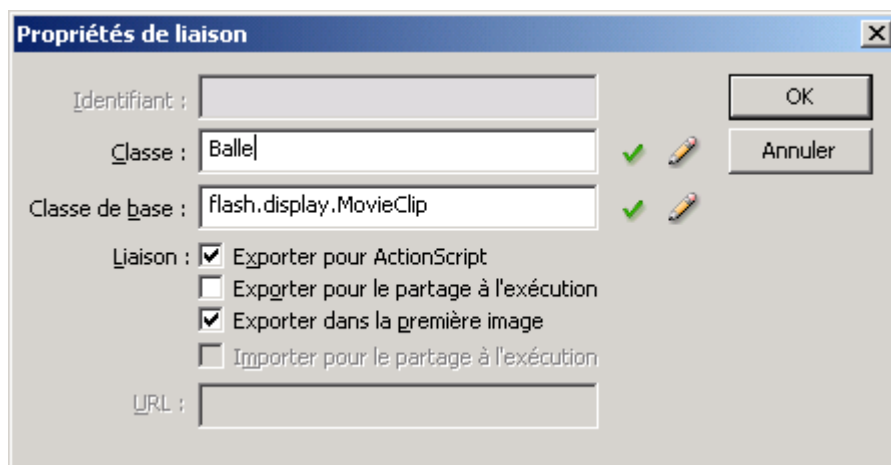 Propriétés de liaison
Identifiant :
OK
Classe : Balle
Annuler
Classe de base : flash.display.MovieClip
Liaison : Exporter pour ActionScript
Exporter pour le partage à l'exécution
Exporter dans la première image
Importer pour le partage à l'exécution
URL :